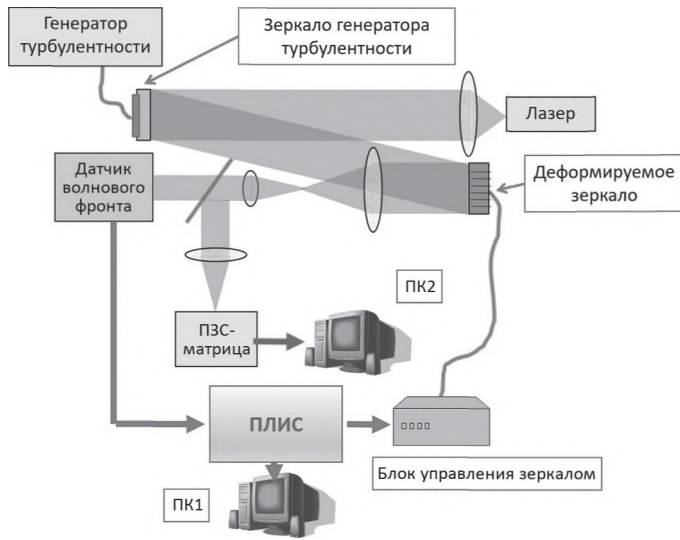 Генератор
турбулентности
Зеркало генератора
турбулентности
Лазер
Датчик
волнового
фронта
Деформируемое
зеркало
ПК2
ПЗС-
матрица
ПЛИС
Блок управления зеркалом
ПК1